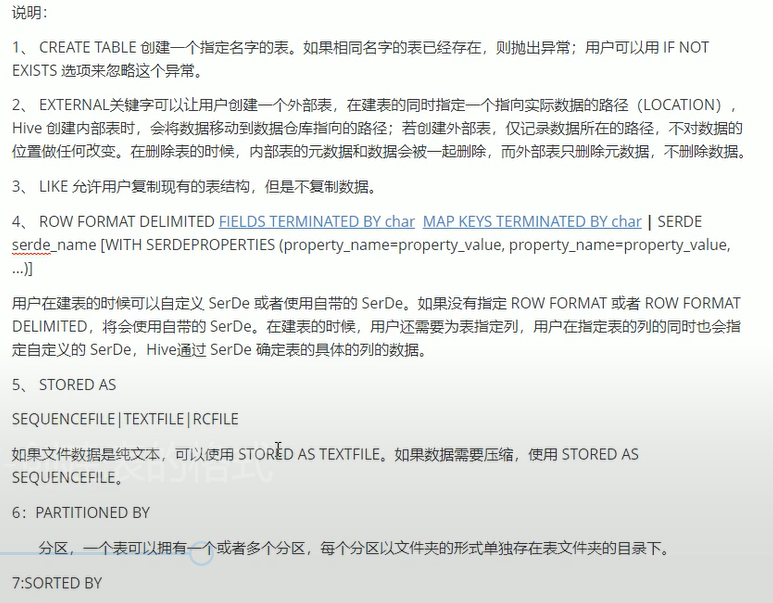 说明：
1、 CREATE TABLE 创建一个指定名字的表。如果相同名字的表已经存在，则抛出异常；用户可以用 IF NOT
EXISTS 选项来忽略这个异常。
2、 EXTERNAL关键字可以让用户创建一个外部表，在建表的同时指定一个指向实际数据的路径（LOCATION），
Hive 创建内部表时，会将数据移动到数据仓库指向的路径；若创建外部表，仅记录数据所在的路径，不对数据的
位置做任何改变。在删除表的时候，内部表的元数据和数据会被一起删除，而外部表只删除元数据，不删除数据。
3、 LIKE 允许用户复制现有的表结构，但是不复制数据。
4、 ROW FORMAT DELIMITED FIELDS TERMINATED BY char MAP KEYS TERMINATED BY char | SERDE
serde_name [WITH SERDEPROPERTIES (property_name=property_value, property_name=property_value,
...)]
用户在建表的时候可以自定义 SerDe 或者使用自带的 SerDe。如果没有指定 ROW FORMAT 或者 ROW FORMAT
DELIMITED，将会使用自带的 SerDe。在建表的时候，用户还需要为表指定列，用户在指定表的列的同时也会指
定自定义的 SerDe，Hive通过 SerDe 确定表的具体的列的数据。
5、 STORED AS
SEQUENCEFILE|TEXTFILE|RCFILE
如果文件数据是纯文本，可以使用 STORED AS TEXTFILE。如果数据需要压缩，使用 STORED AS
SEQUENCEFILE。
6：PARTITIONED BY
分区，一个表可以拥有一个或者多个分区，每个分区以文件夹的形式单独存在表文件夹的目录下。
7:SORTED BY